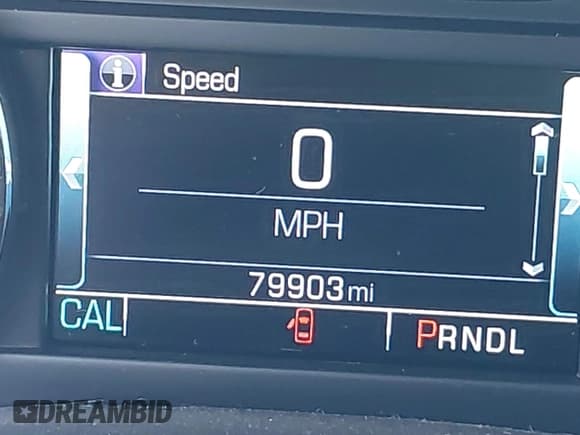 Speed
0
MPH
79903 mi
CAL
PRNDL
DREAMBID